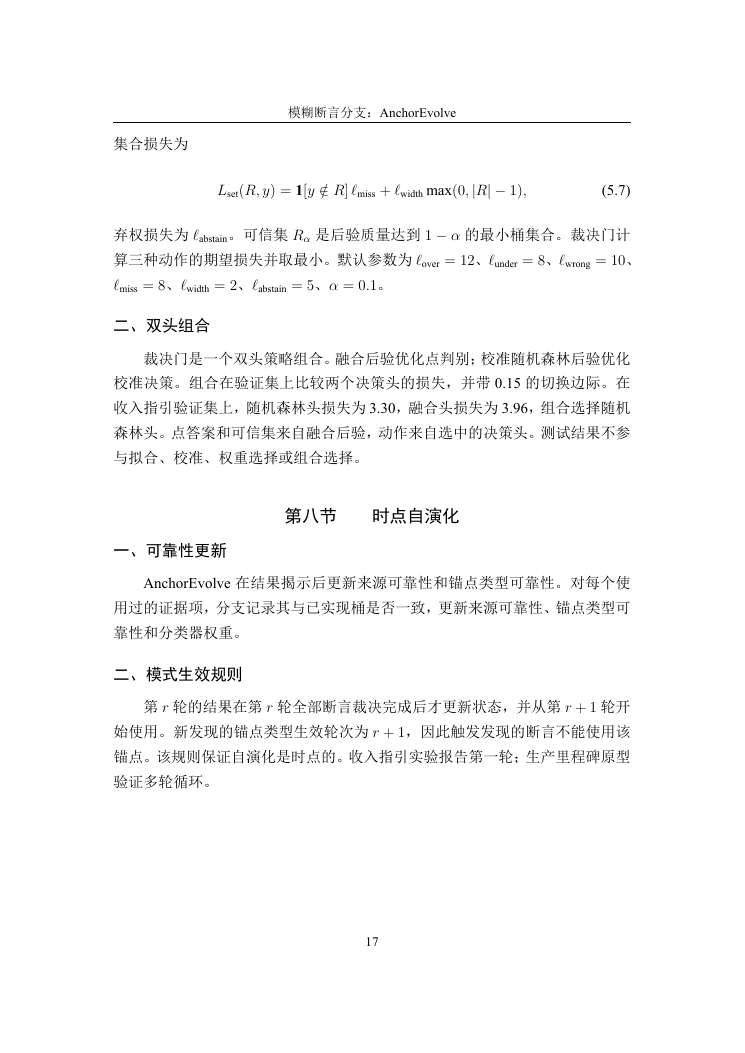 模糊断言分支：AnchorEvolve
集合损失为
L_set(R, y) = 1[y ∉ R] ℓ_miss + ℓ_width max(0, |R| − 1), (5.7)
弃权损失为 ℓ_abstain。可信集 R_α 是后验质量达到 1 − α 的最小桶集合。裁决门计
算三种动作的期望损失并取最小。默认参数为 ℓ_over = 12、ℓ_under = 8、ℓ_wrong = 10、
ℓ_miss = 8、ℓ_width = 2、ℓ_abstain = 5、α = 0.1。
二、双头组合
裁决门是一个双头策略组合。融合后验优化点判别；校准随机森林后验优化
校准决策。组合在验证集上比较两个决策头的损失，并带 0.15 的切换边际。在
收入指引验证集上，随机森林头损失为 3.30，融合头损失为 3.96，组合选择随机
森林头。点答案和可信集来自融合后验，动作来自选中的决策头。测试结果不参
与拟合、校准、权重选择或组合选择。
第八节 时点自演化
一、可靠性更新
AnchorEvolve 在结果揭示后更新来源可靠性和锚点类型可靠性。对每个使
用过的证据项，分支记录其与已实现桶是否一致，更新来源可靠性、锚点类型可
靠性和分类器权重。
二、模式生效规则
第 r 轮的结果在第 r 轮全部断言裁决完成后才更新状态，并从第 r + 1 轮开
始使用。新发现的锚点类型生效轮次为 r + 1，因此触发发现的断言不能使用该
锚点。该规则保证自演化是时点的。收入指引实验报告第一轮；生产里程碑原型
验证多轮循环。
17